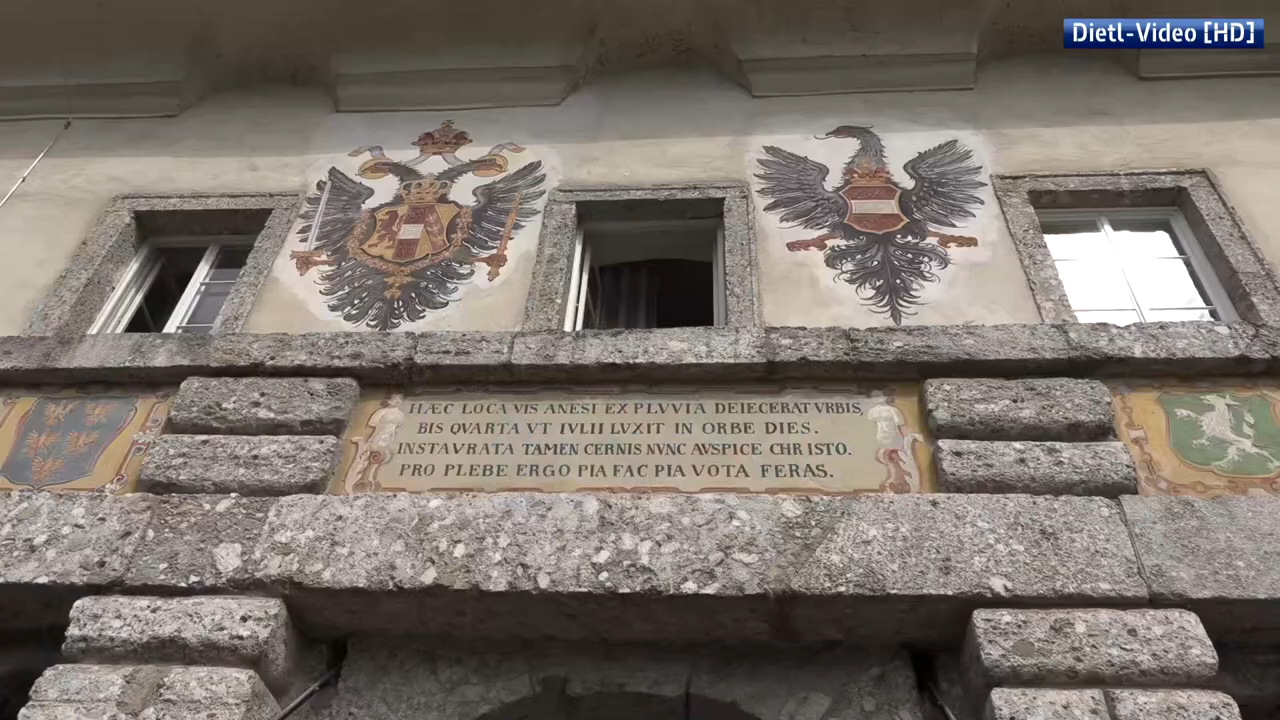 Dietl-Video [HD]
HÆC LOCA VIS ANESI EX PLVVIA DEIECERAT VRBIS,
BIS QVARTA VT IVLII LVXIT IN ORBE DIES.
INSTAVRATA TAMEN CERNIS NVNC AVSPICE CHRISTO.
PRO PLEBE ERGO PIA FAC PIA VOTA FERAS.